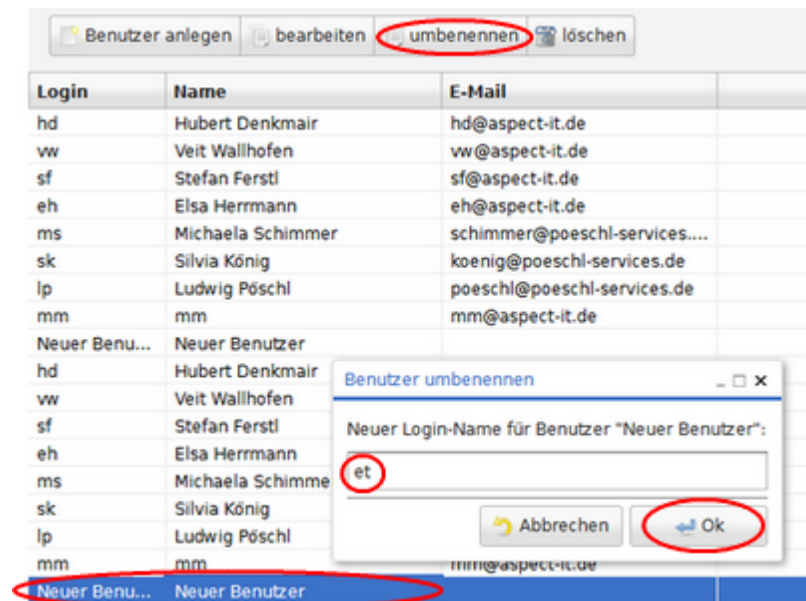 Benutzer anlegen bearbeiten umbenennen löschen
Login Name E-Mail
hd Hubert Denkmair hd@aspect-it.de
vw Veit Wallhofen vw@aspect-it.de
sf Stefan Ferstl sf@aspect-it.de
eh Elsa Herrmann eh@aspect-it.de
ms Michaela Schimmer schimmer@poeschl-services....
sk Silvia König koenig@poeschl-services.de
lp Ludwig Pöschl poeschl@poeschl-services.de
mm mm mm@aspect-it.de
Neuer Benu... Neuer Benutzer
hd Hubert Denkmair
vw Veit Wallhofen
sf Stefan Ferstl
eh Elsa Herrmann
ms Michaela Schimme
sk Silvia König
lp Ludwig Pöschl
mm mm mm@aspect-it.de
Neuer Benu... Neuer Benutzer
Benutzer umbenennen
Neuer Login-Name für Benutzer "Neuer Benutzer":
et
Abbrechen Ok